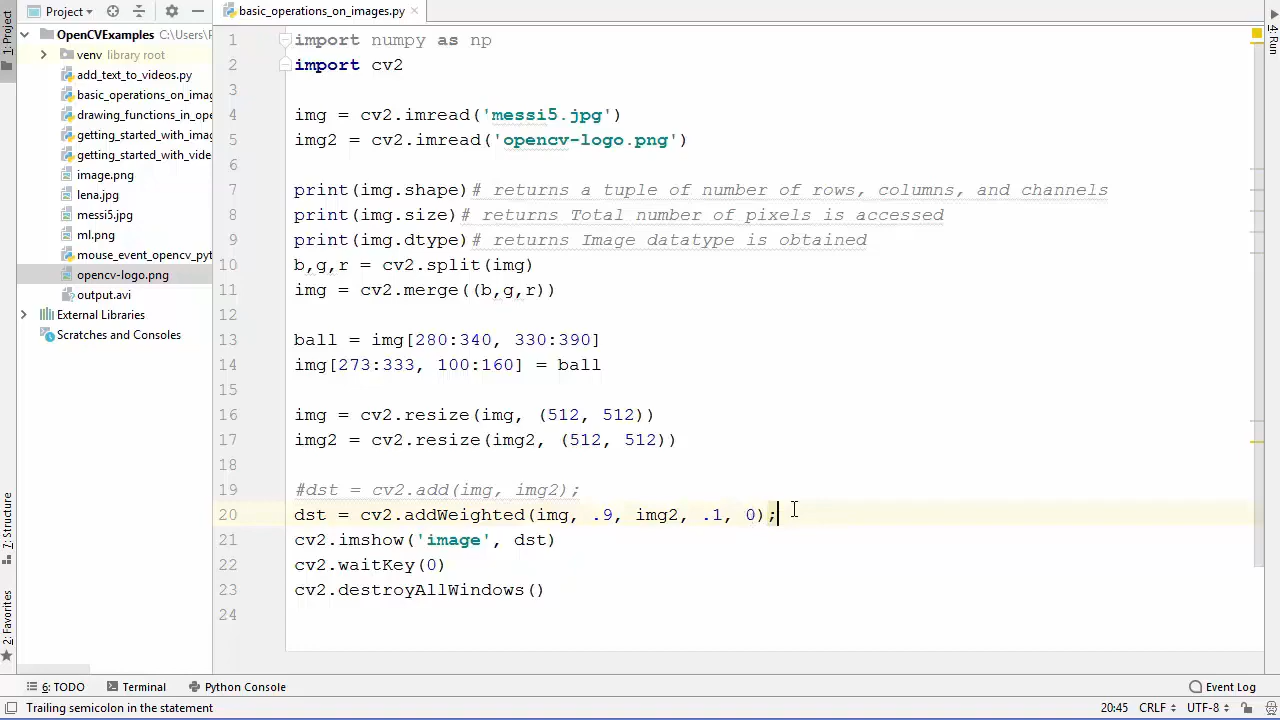 Project
basic_operations_on_images.py
1: Project
4: Run
OpenCVExamples C:\Users\
venv library root
add_text_to_videos.py
basic_operations_on_imag
drawing_functions_in_ope
getting_started_with_imag
getting_started_with_vide
image.png
lena.jpg
messi5.jpg
ml.png
mouse_event_opencv_pyt
opencv-logo.png
output.avi
External Libraries
Scratches and Consoles
7: Structure
2: Favorites
1 import numpy as np
2 import cv2
3
4 img = cv2.imread('messi5.jpg')
5 img2 = cv2.imread('opencv-logo.png')
6
7 print(img.shape)# returns a tuple of number of rows, columns, and channels
8 print(img.size)# returns Total number of pixels is accessed
9 print(img.dtype)# returns Image datatype is obtained
10 b,g,r = cv2.split(img)
11 img = cv2.merge((b,g,r))
12
13 ball = img[280:340, 330:390]
14 img[273:333, 100:160] = ball
15
16 img = cv2.resize(img, (512, 512))
17 img2 = cv2.resize(img2, (512, 512))
18
19 #dst = cv2.add(img, img2);
20 dst = cv2.addWeighted(img, .9, img2, .1, 0);
21 cv2.imshow('image', dst)
22 cv2.waitKey(0)
23 cv2.destroyAllWindows()
24
6: TODO Terminal Python Console Event Log
Trailing semicolon in the statement 20:45 CRLF UTF-8